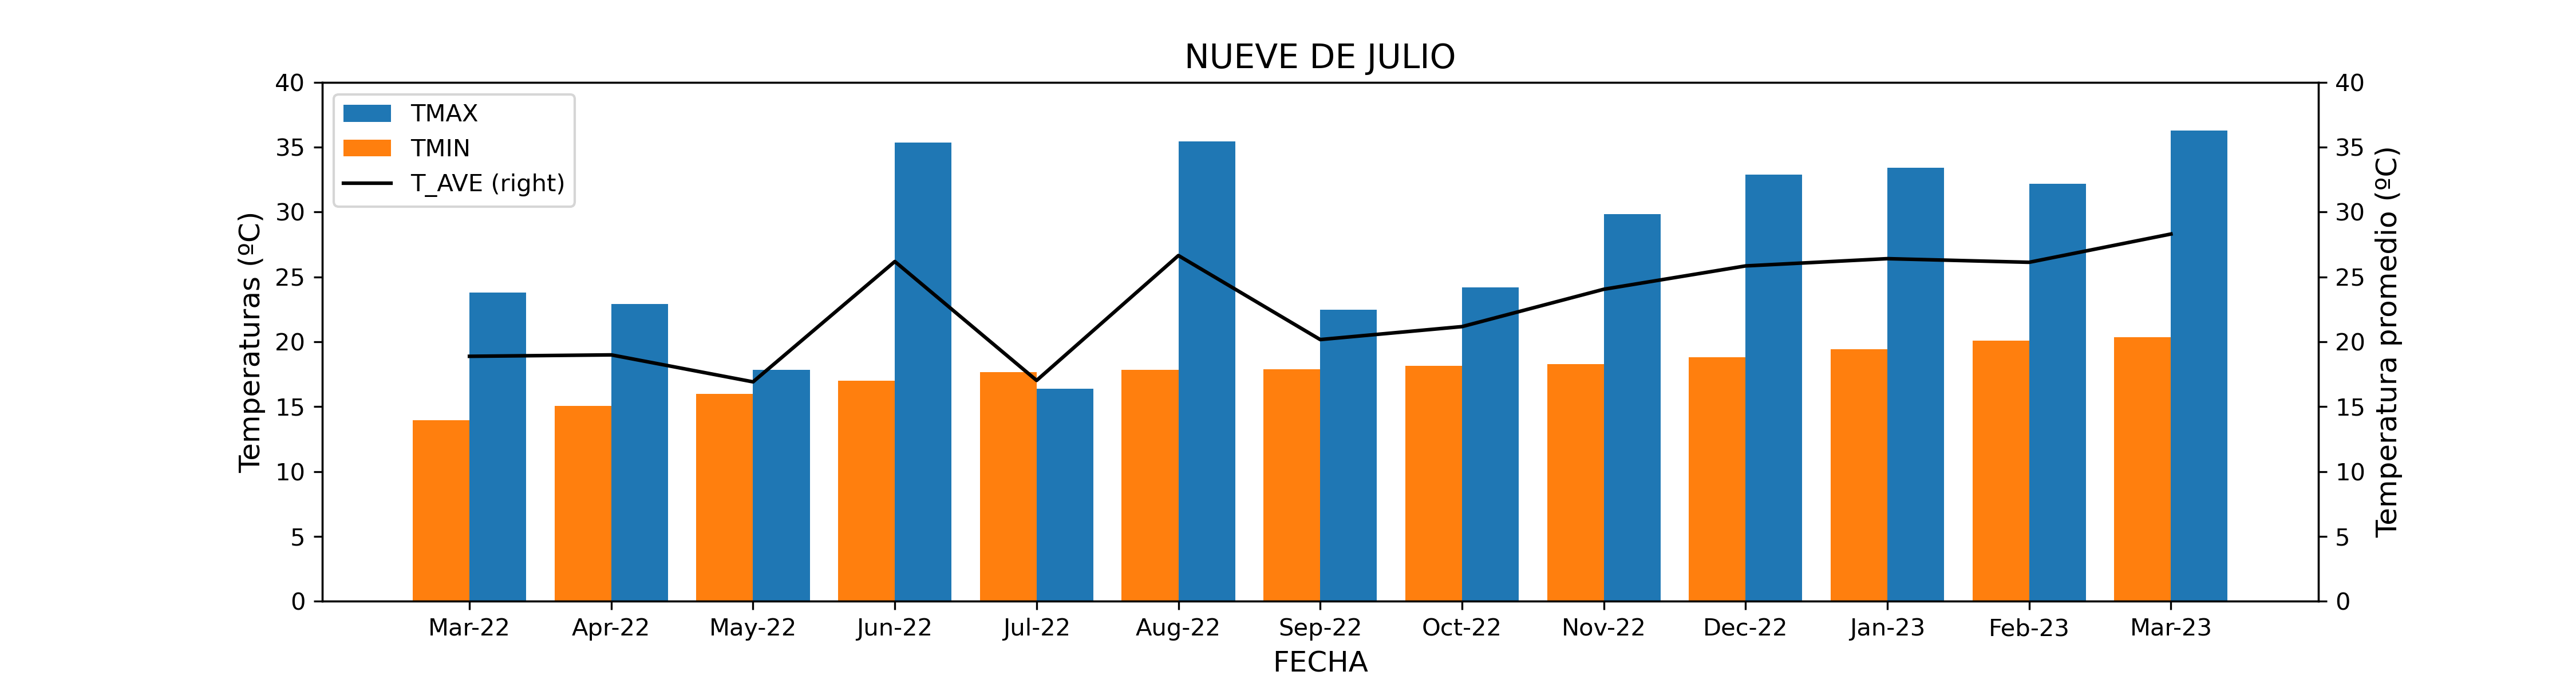 NUEVE DE JULIO
TMAX
TMIN
T_AVE (right)
Temperaturas (ºC)
40
35
30
25
20
15
10
5
0
40
35
30
25
20
15
10
5
0
Temperatura promedio (ºC)
Mar-22 Apr-22 May-22 Jun-22 Jul-22 Aug-22 Sep-22 Oct-22 Nov-22 Dec-22 Jan-23 Feb-23 Mar-23
FECHA